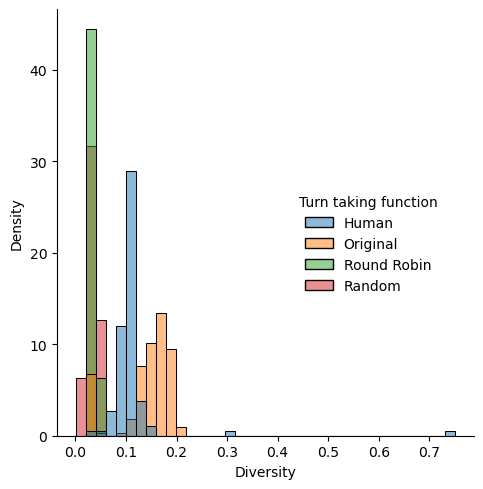 40
30
20
10
0
Density
Turn taking function
Human
Original
Round Robin
Random
0.0 0.1 0.2 0.3 0.4 0.5 0.6 0.7
Diversity